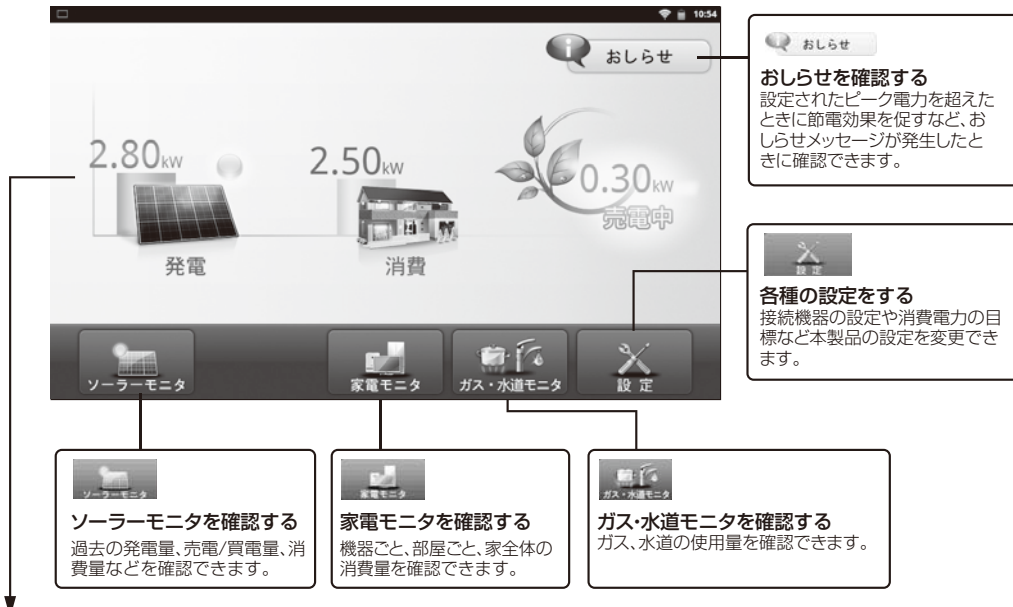 10:54
おしらせ
2.80kW
2.50kW
0.30kW
売電中
発電
消費
ソーラーモニタ
家電モニタ
ガス・水道モニタ
設 定
おしらせ
おしらせを確認する
設定されたピーク電力を超えた
ときに節電効果を促すなど、お
しらせメッセージが発生したと
きに確認できます。
設 定
各種の設定をする
接続機器の設定や消費電力の目
標など本製品の設定を変更でき
ます。
ソーラーモニタ
ソーラーモニタを確認する
過去の発電量、売電/買電量、消
費量などを確認できます。
家電モニタ
家電モニタを確認する
機器ごと、部屋ごと、家全体の
消費量を確認できます。
ガス・水道モニタ
ガス・水道モニタを確認する
ガス、水道の使用量を確認できます。